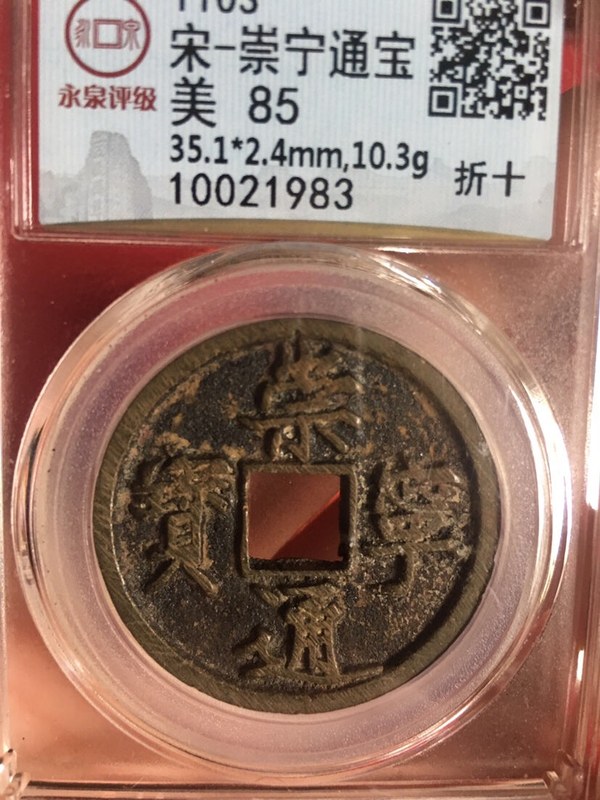 1103
宋-崇宁通宝
永泉评级
美 85
35.1*2.4mm,10.3g
折十
10021983
崇
寶 寧
通